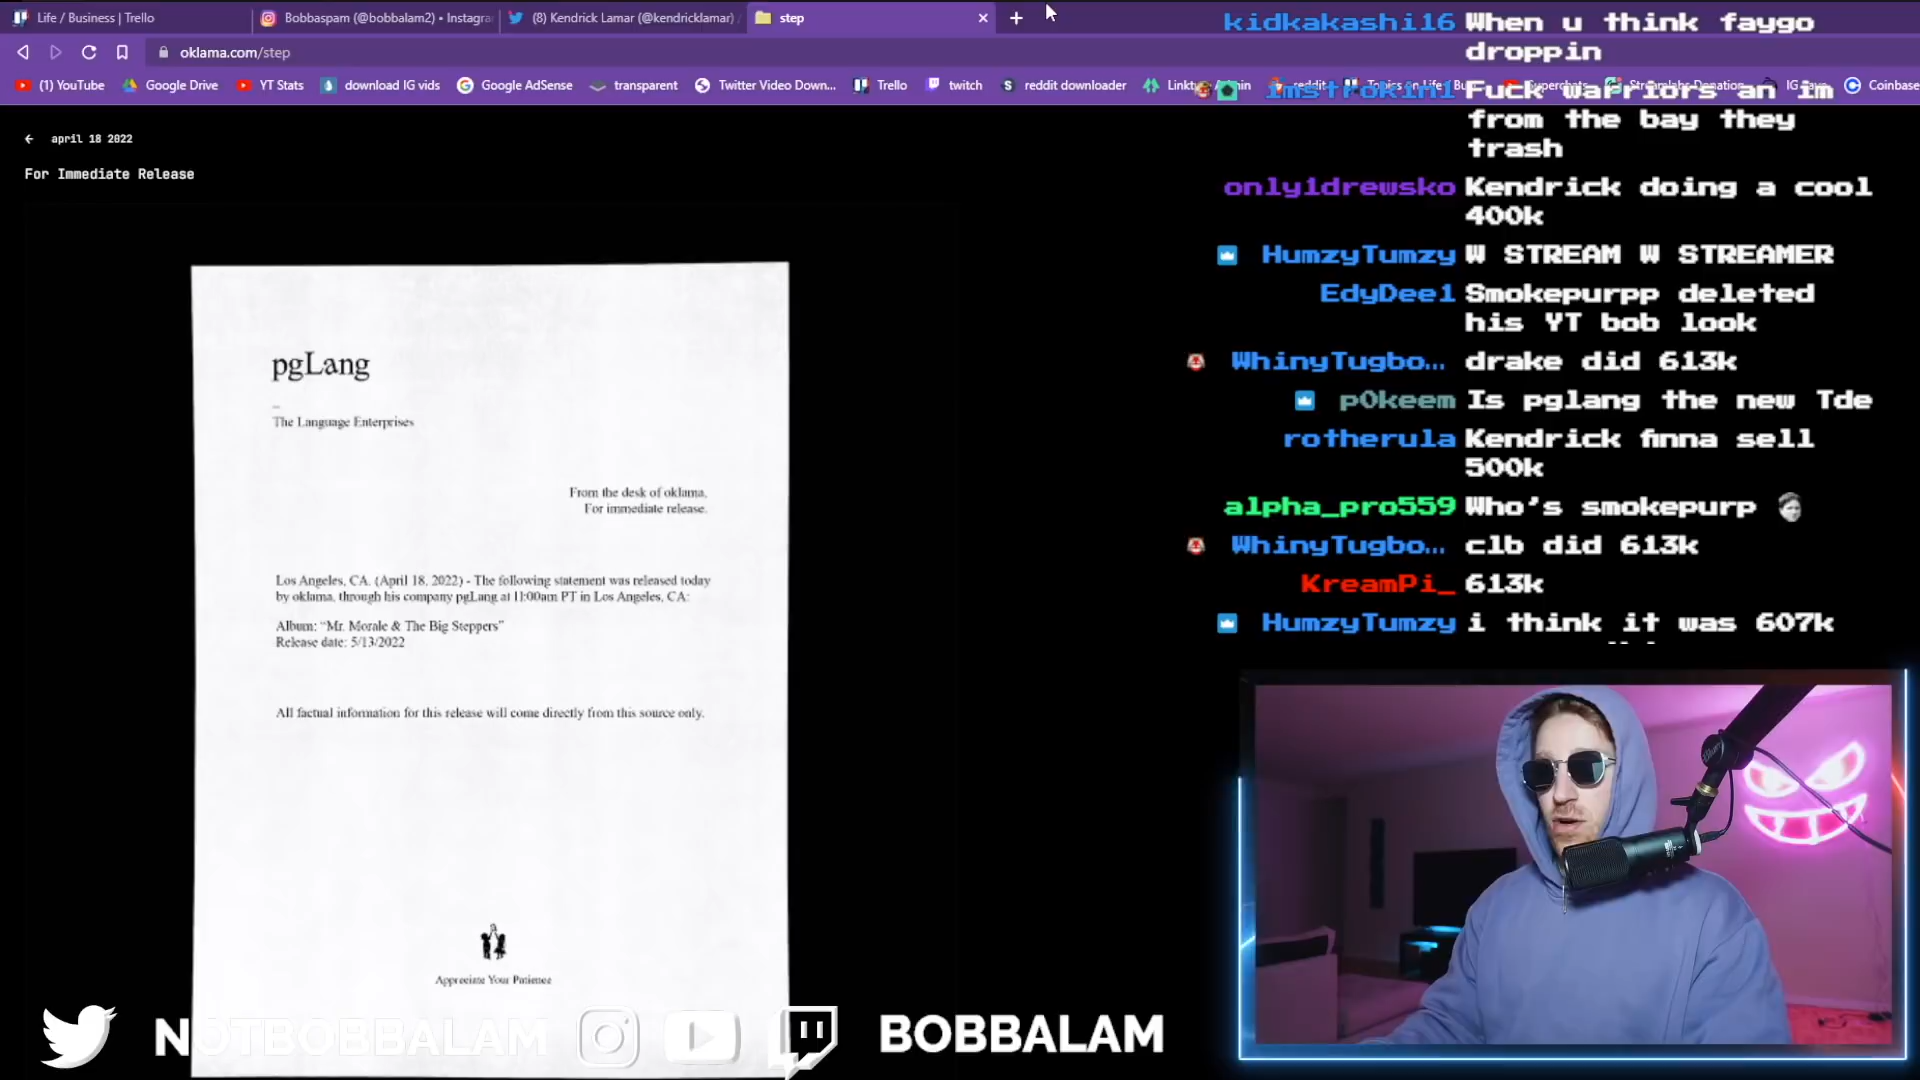 Life / Business | Trello
Bobbaspam (@bobbalam2) • Instagra
(8) Kendrick Lamar (@kendricklamar) /
step
oklama.com/step
(1) YouTube
Google Drive
YT Stats
download IG vids
Google AdSense
transparent
Twitter Video Down...
Trello
twitch
reddit downloader
Coinbase
april 18 2022
For Immediate Release
pgLang
–
The Language Enterprises
From the desk of oklama,
For immediate release.
Los Angeles, CA. (April 18, 2022) - The following statement was released today
by oklama, through his company pgLang at 11:00am PT in Los Angeles, CA:
Album: “Mr. Morale & The Big Steppers”
Release date: 5/13/2022
All factual information for this release will come directly from this source only.
Appreciate Your Patience
kidkakashi16 When u think faygo
droppin
imstrokin1 Fuck warriors an im
from the bay they
trash
only1drewsko Kendrick doing a cool
400k
HumzyTumzy W STREAM W STREAMER
EdyDee1 Smokepurpp deleted
his YT bob look
WhinyTugbo... drake did 613k
p0keem Is pglang the new Tde
rotherula Kendrick finna sell
500k
alpha_pro559 Who's smokepurp
WhinyTugbo... clb did 613k
KreamPi_ 613k
HumzyTumzy i think it was 607k
NOTBOBBALAM
BOBBALAM